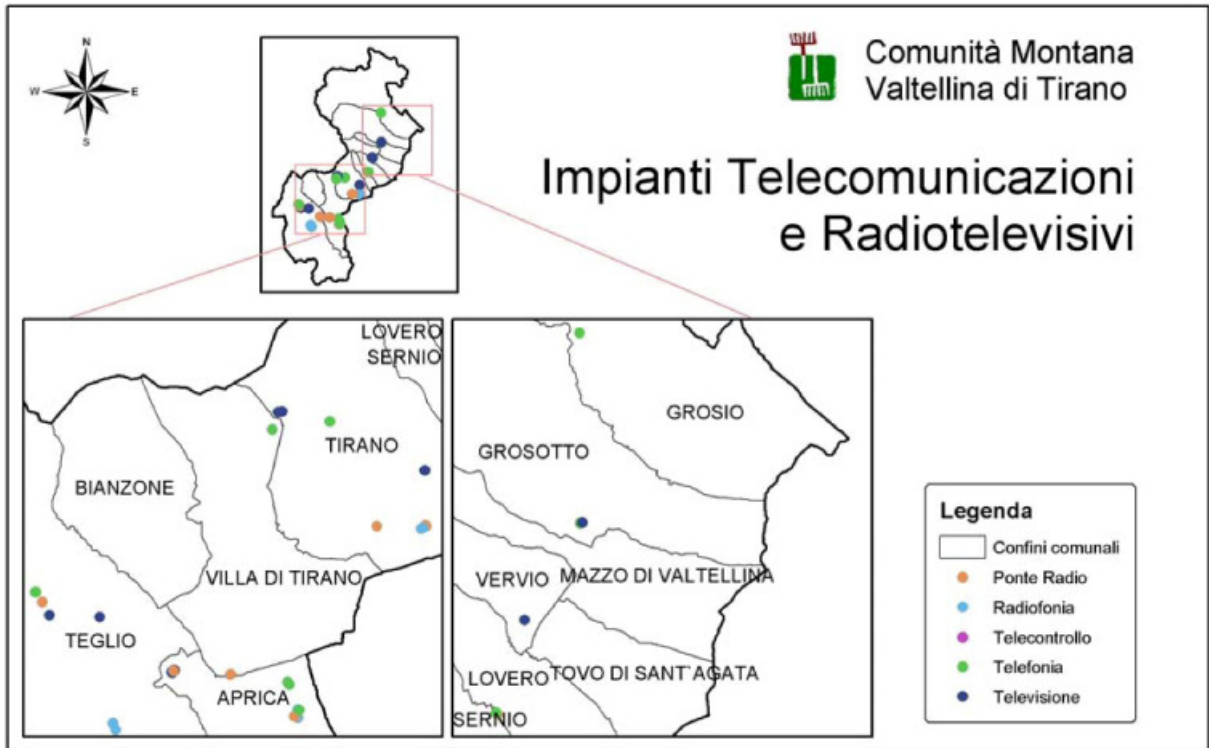 N
W
E
S
Comunità Montana
Valtellina di Tirano
Impianti Telecomunicazioni
e Radiotelevisivi
LOVERO
SERNIO
TIRANO
BIANZONE
VILLA DI TIRANO
TEGLIO
APRICA
GROSIO
GROSOTTO
VERVIO
MAZZO DI VALTELLINA
LOVERO
TOVO DI SANT'AGATA
SERNIO
Legenda
Confini comunali
Ponte Radio
Radiofonia
Telecontrollo
Telefonia
Televisione